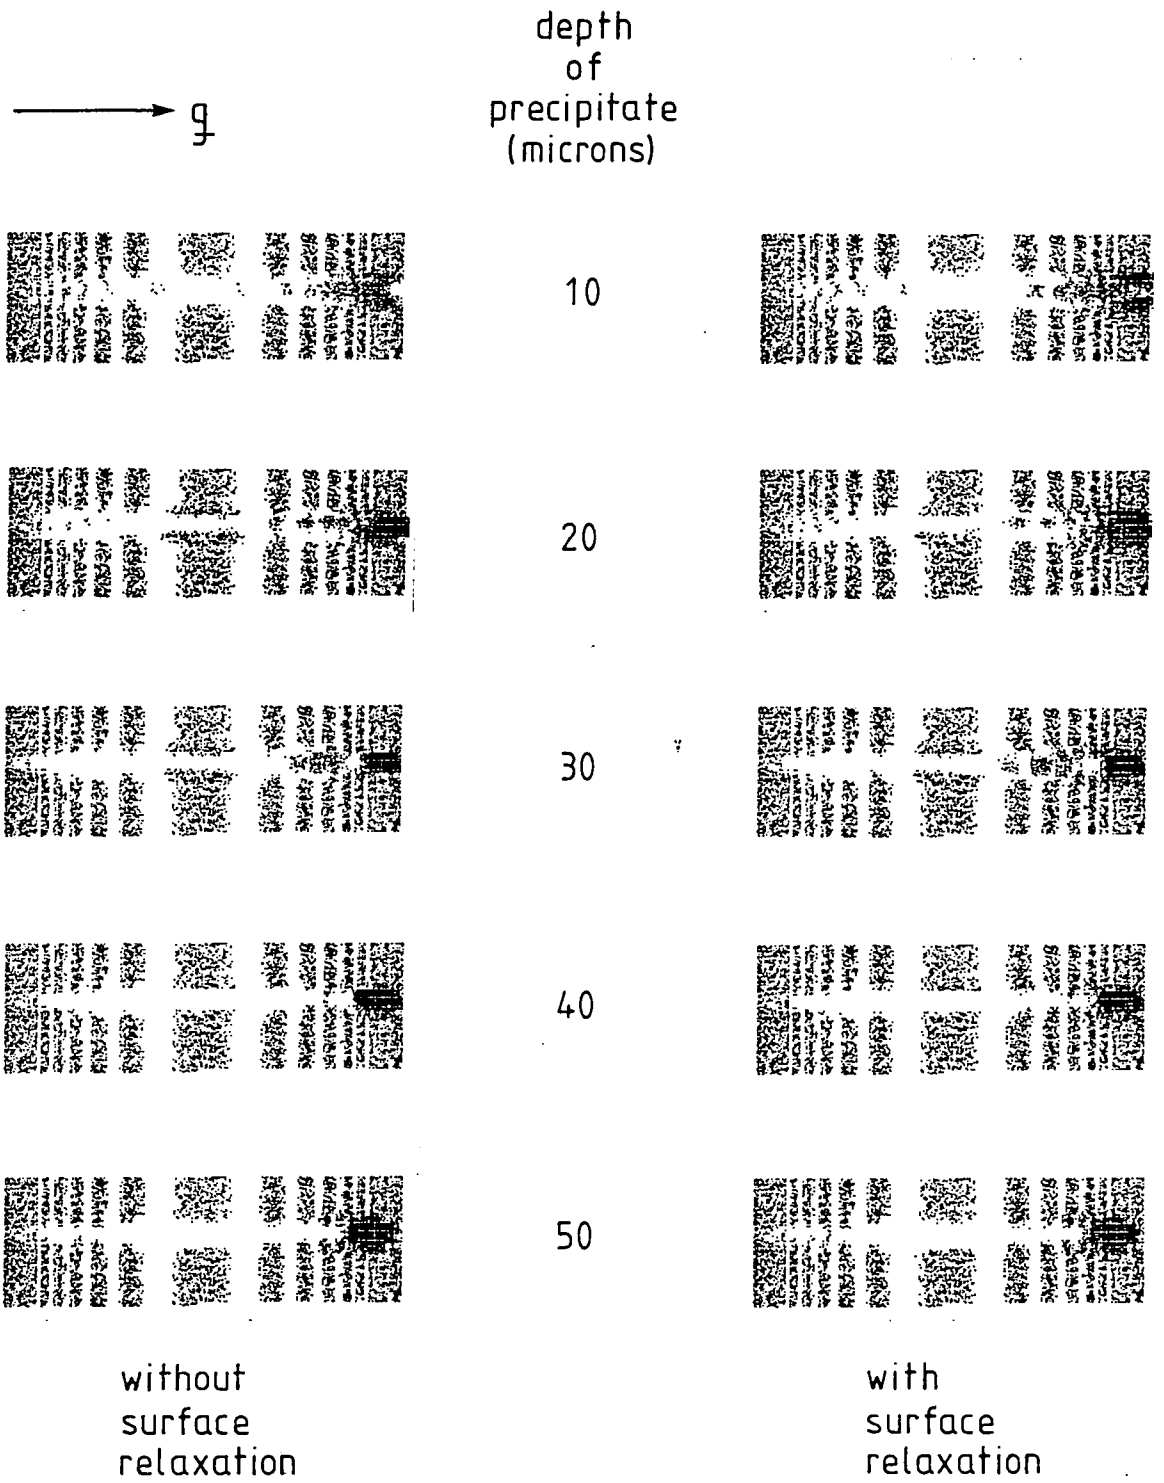 depth
of
precipitate
(microns)
g
10
20
30
40
50
without
surface
relaxation
with
surface
relaxation